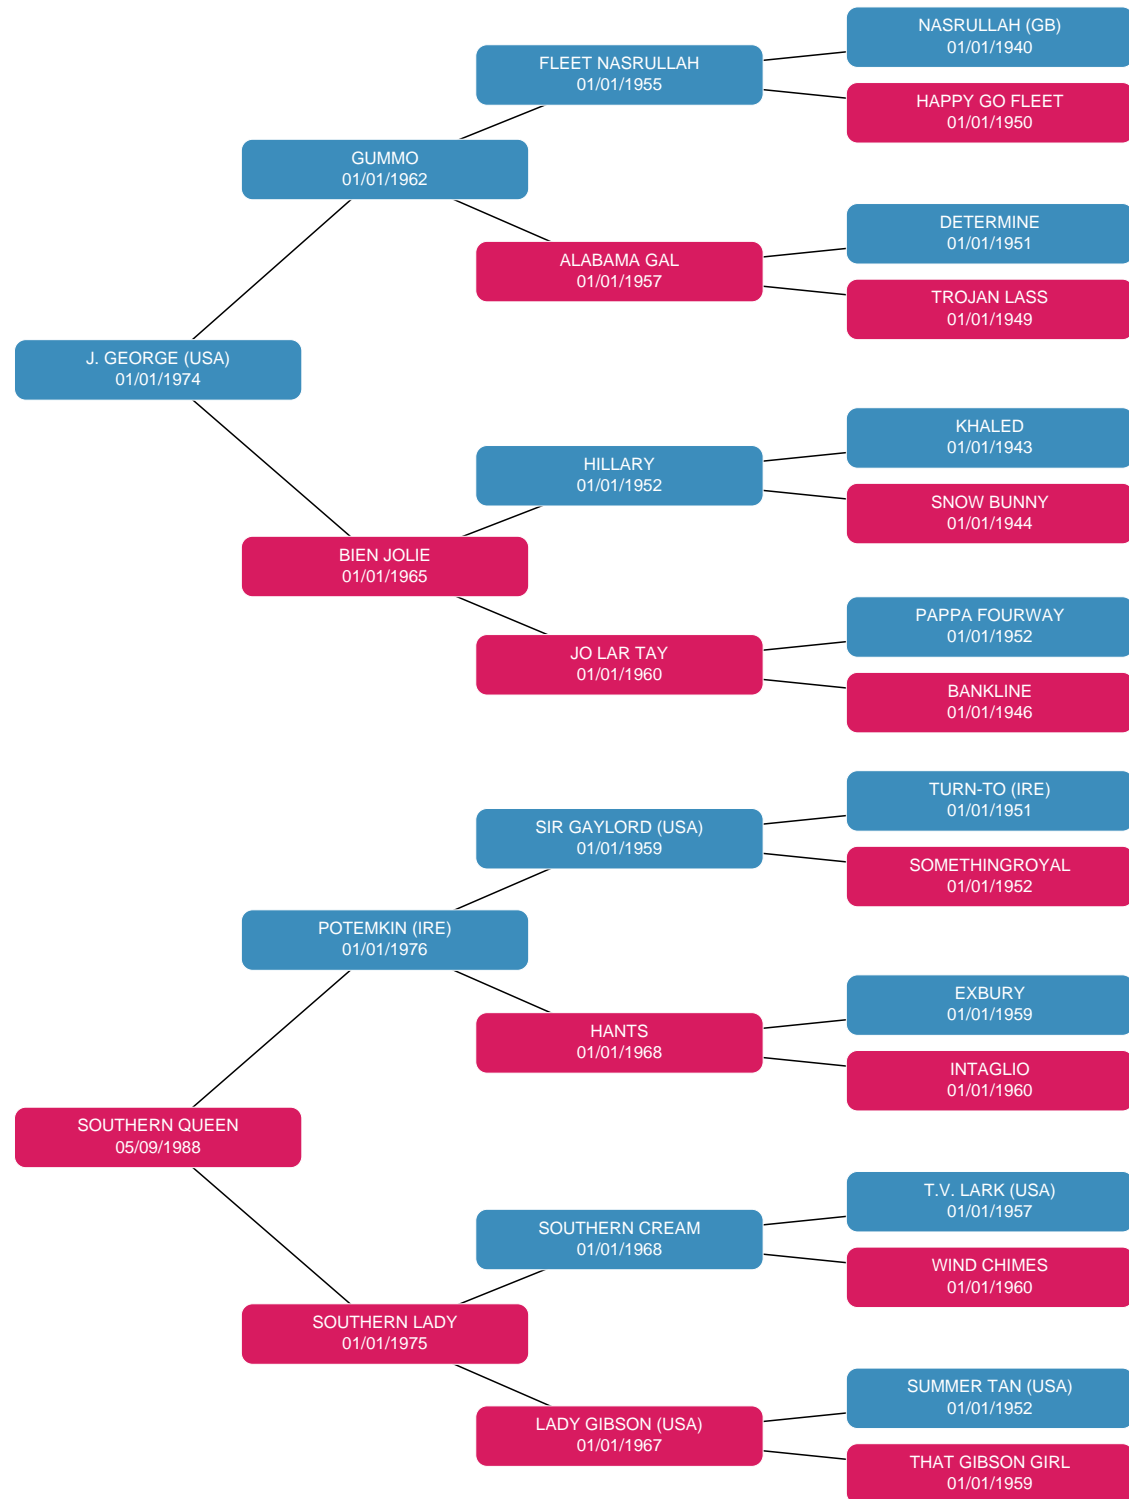 NASRULLAH (GB)
01/01/1940
FLEET NASRULLAH
01/01/1955
HAPPY GO FLEET
01/01/1950
GUMMO
01/01/1962
DETERMINE
01/01/1951
ALABAMA GAL
01/01/1957
TROJAN LASS
01/01/1949
J. GEORGE (USA)
01/01/1974
KHALED
01/01/1943
HILLARY
01/01/1952
SNOW BUNNY
01/01/1944
BIEN JOLIE
01/01/1965
PAPPA FOURWAY
01/01/1952
JO LAR TAY
01/01/1960
BANKLINE
01/01/1946
TURN-TO (IRE)
01/01/1951
SIR GAYLORD (USA)
01/01/1959
SOMETHINGROYAL
01/01/1952
POTEMKIN (IRE)
01/01/1976
EXBURY
01/01/1959
HANTS
01/01/1968
INTAGLIO
01/01/1960
SOUTHERN QUEEN
05/09/1988
T.V. LARK (USA)
01/01/1957
SOUTHERN CREAM
01/01/1968
WIND CHIMES
01/01/1960
SOUTHERN LADY
01/01/1975
SUMMER TAN (USA)
01/01/1952
LADY GIBSON (USA)
01/01/1967
THAT GIBSON GIRL
01/01/1959